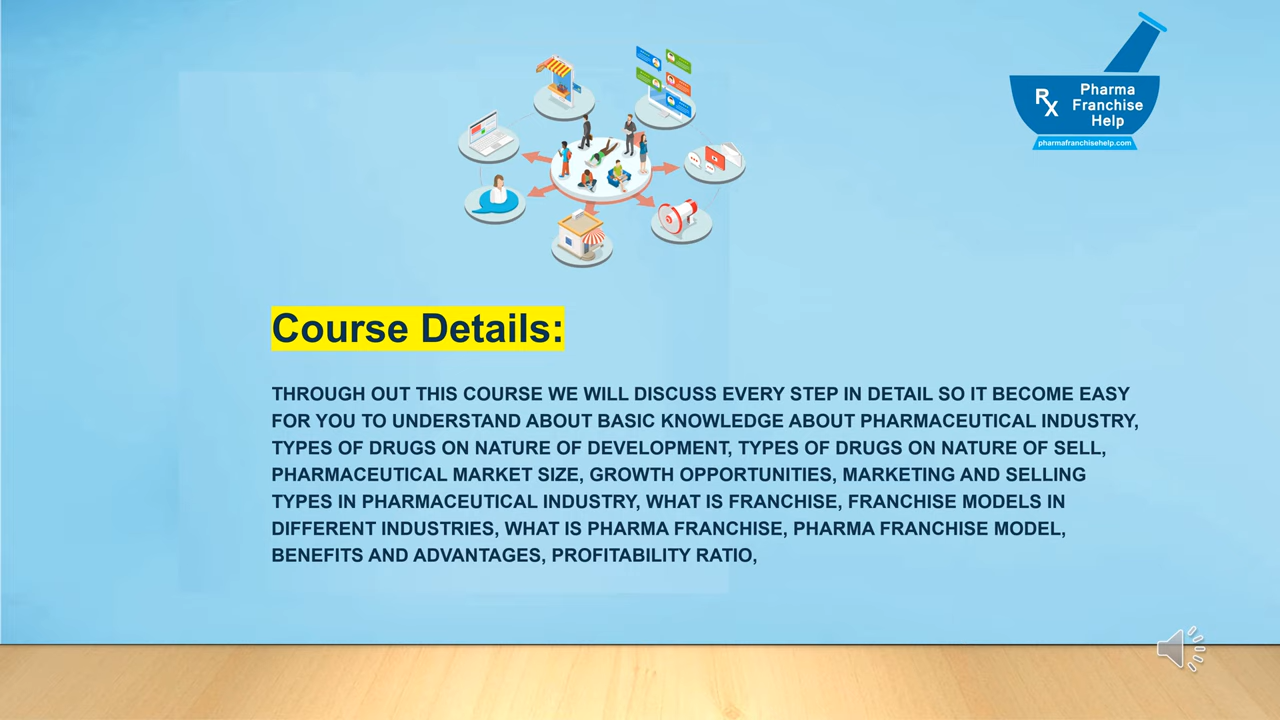 Rx
Pharma
Franchise
Help
pharmafranchisehelp.com
Course Details:
THROUGH OUT THIS COURSE WE WILL DISCUSS EVERY STEP IN DETAIL SO IT BECOME EASY
FOR YOU TO UNDERSTAND ABOUT BASIC KNOWLEDGE ABOUT PHARMACEUTICAL INDUSTRY,
TYPES OF DRUGS ON NATURE OF DEVELOPMENT, TYPES OF DRUGS ON NATURE OF SELL,
PHARMACEUTICAL MARKET SIZE, GROWTH OPPORTUNITIES, MARKETING AND SELLING
TYPES IN PHARMACEUTICAL INDUSTRY, WHAT IS FRANCHISE, FRANCHISE MODELS IN
DIFFERENT INDUSTRIES, WHAT IS PHARMA FRANCHISE, PHARMA FRANCHISE MODEL,
BENEFITS AND ADVANTAGES, PROFITABILITY RATIO,